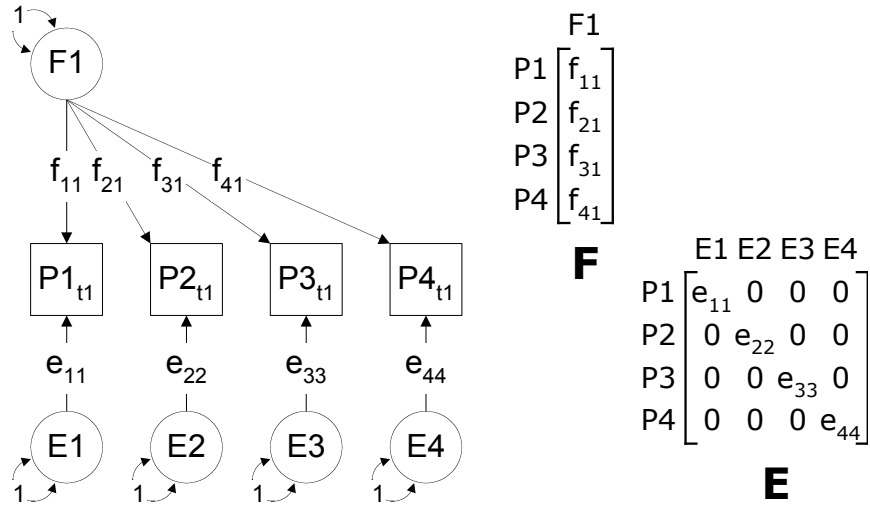 1
F1
f11 f21 f31 f41
P1t1 P2t1 P3t1 P4t1
e11 e22 e33 e44
E1 E2 E3 E4
1 1 1 1
F1
P1 f11
P2 f21
P3 f31
P4 f41
F
E1 E2 E3 E4
P1 e11 0 0 0
P2 0 e22 0 0
P3 0 0 e33 0
P4 0 0 0 e44
E